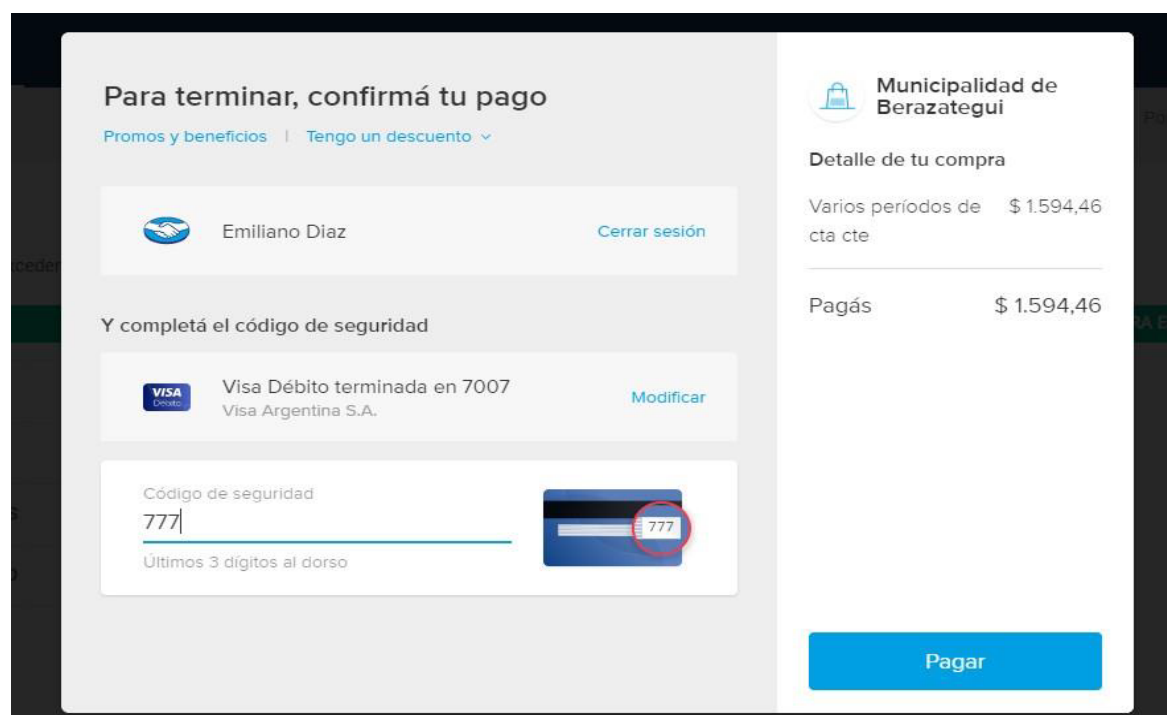 Para terminar, confirmá tu pago
Promos y beneficios | Tengo un descuento
Emiliano Diaz
Cerrar sesión
Y completá el código de seguridad
VISA
Débito
Visa Débito terminada en 7007
Visa Argentina S.A.
Modificar
Código de seguridad
777
Últimos 3 dígitos al dorso
777
Municipalidad de
Berazategui
Detalle de tu compra
Varios períodos de $ 1.594,46
cta cte
Pagás $ 1.594,46
Pagar